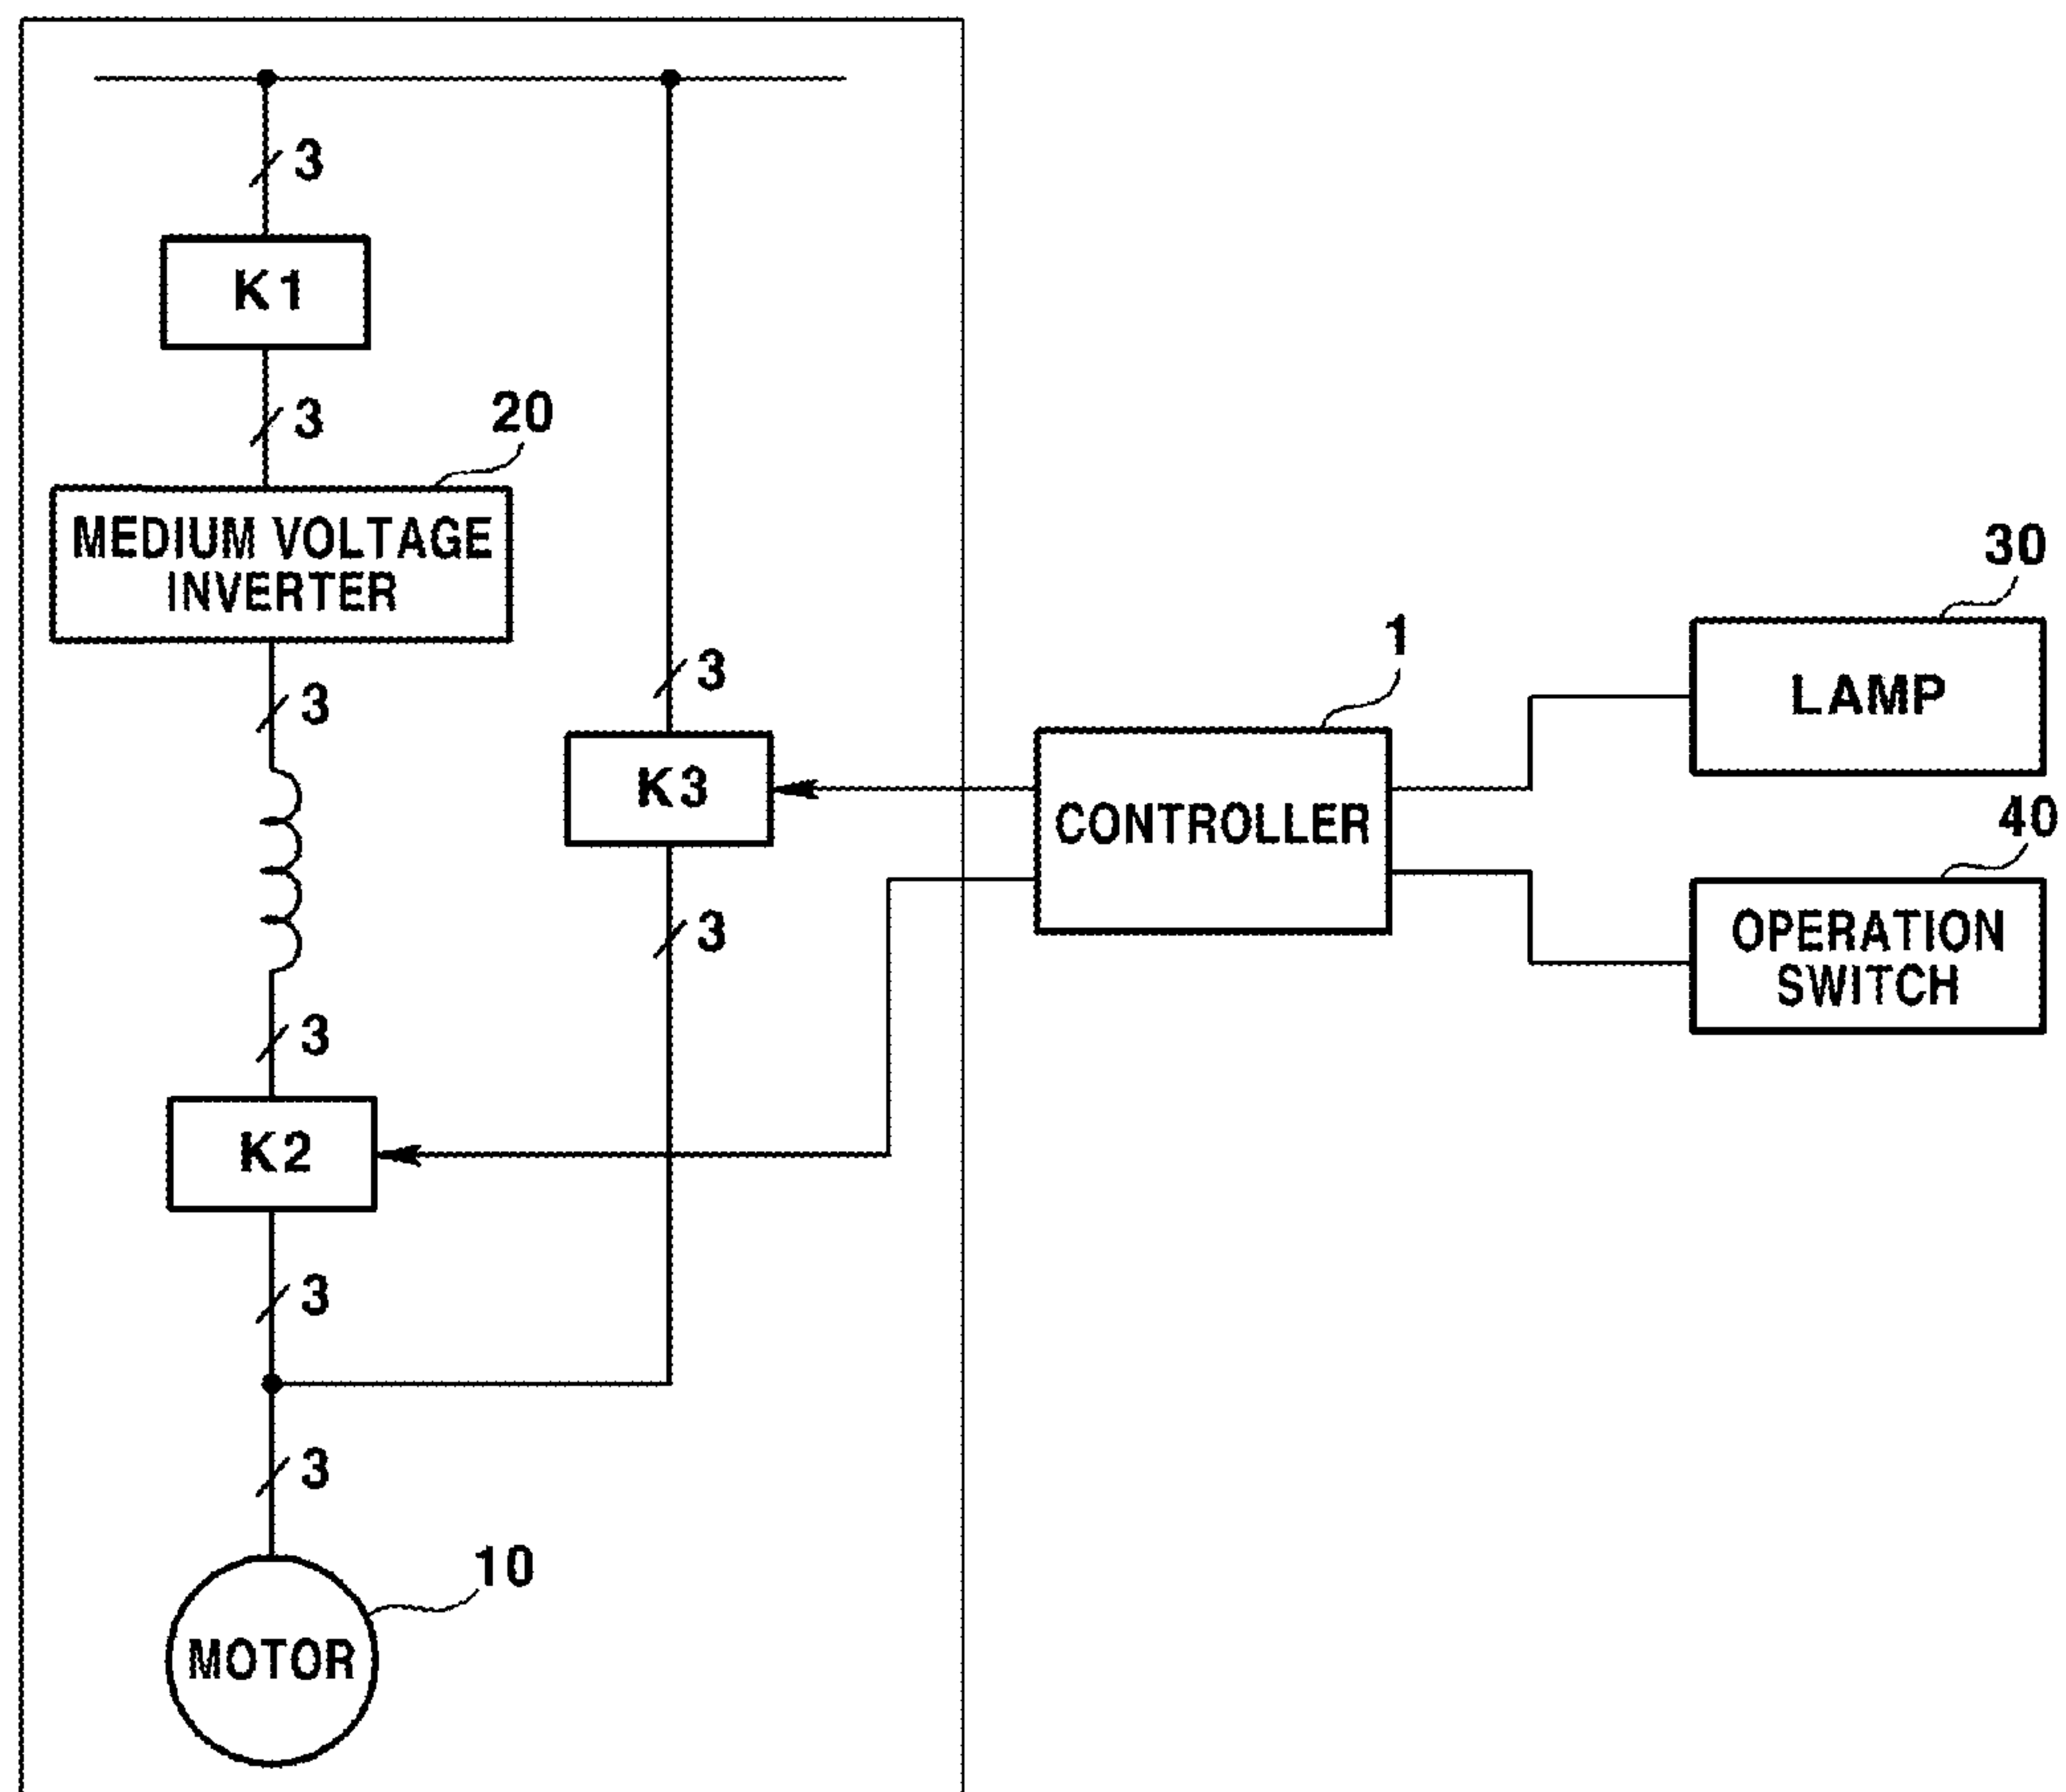 3
K1
3
20
MEDIUM VOLTAGE
INVERTER
30
1
3
LAMP
3
K3
40
CONTROLLER
OPERATION
SWITCH
3
3
K2
3
3
10
MOTOR